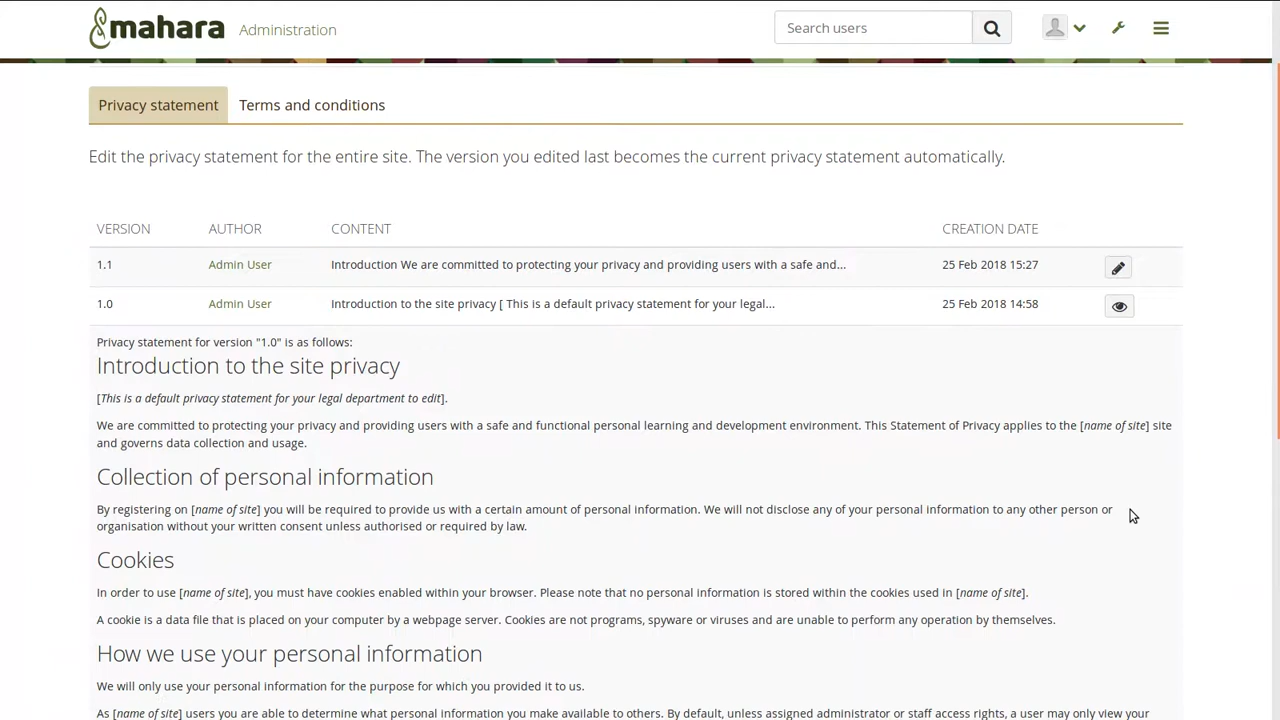 mahara Administration Search users
Privacy statement Terms and conditions
Edit the privacy statement for the entire site. The version you edited last becomes the current privacy statement automatically.
VERSION AUTHOR CONTENT CREATION DATE
1.1 Admin User Introduction We are committed to protecting your privacy and providing users with a safe and... 25 Feb 2018 15:27
1.0 Admin User Introduction to the site privacy [ This is a default privacy statement for your legal... 25 Feb 2018 14:58
Privacy statement for version "1.0" is as follows:
Introduction to the site privacy
[This is a default privacy statement for your legal department to edit].
We are committed to protecting your privacy and providing users with a safe and functional personal learning and development environment. This Statement of Privacy applies to the [name of site] site
and governs data collection and usage.
Collection of personal information
By registering on [name of site] you will be required to provide us with a certain amount of personal information. We will not disclose any of your personal information to any other person or
organisation without your written consent unless authorised or required by law.
Cookies
In order to use [name of site], you must have cookies enabled within your browser. Please note that no personal information is stored within the cookies used in [name of site].
A cookie is a data file that is placed on your computer by a webpage server. Cookies are not programs, spyware or viruses and are unable to perform any operation by themselves.
How we use your personal information
We will only use your personal information for the purpose for which you provided it to us.
As [name of site] users you are able to determine what personal information you make available to others. By default, unless assigned administrator or staff access rights, a user may only view your